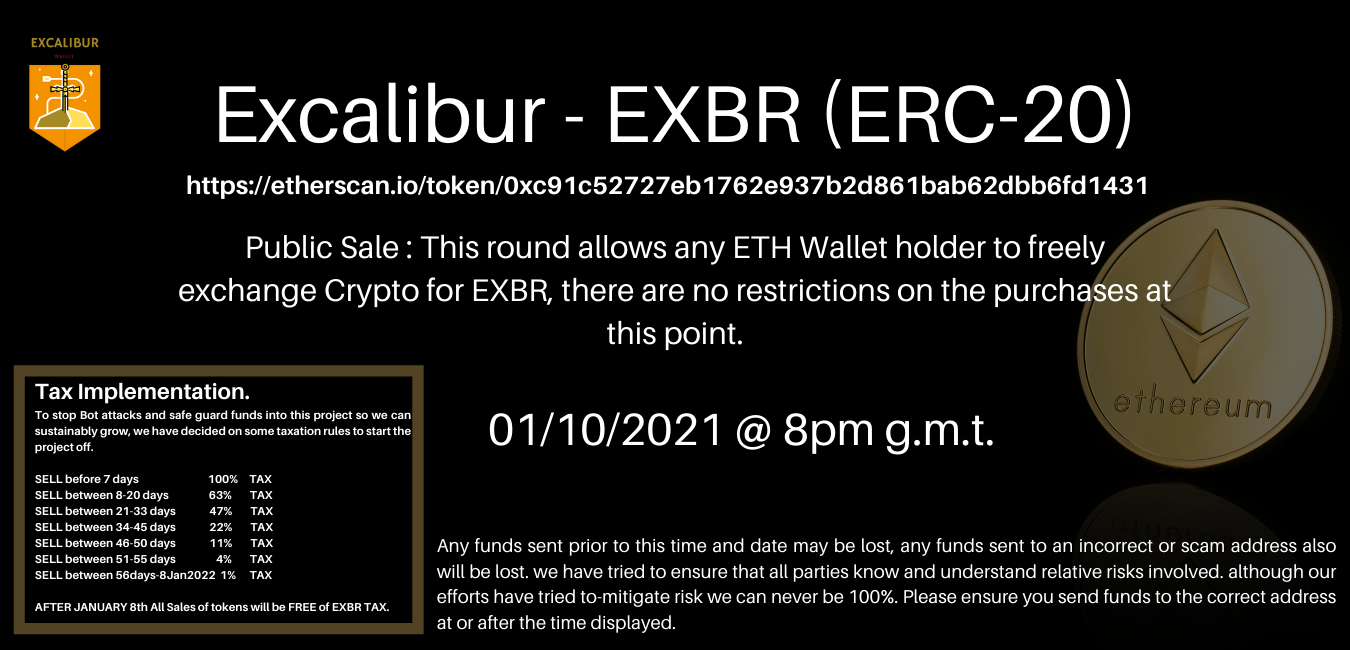 EXCALIBUR
WALLET
Excalibur - EXBR (ERC-20)
https://etherscan.io/token/0xc91c52727eb1762e937b2d861bab62dbb6fd1431
Public Sale : This round allows any ETH Wallet holder to freely
exchange Crypto for EXBR, there are no restrictions on the purchases at
this point.
ethereum
01/10/2021 @ 8pm g.m.t.
Tax Implementation.
To stop Bot attacks and safe guard funds into this project so we can
sustainably grow, we have decided on some taxation rules to start the
project off.
SELL before 7 days 100% TAX
SELL between 8-20 days 63% TAX
SELL between 21-33 days 47% TAX
SELL between 34-45 days 22% TAX
SELL between 46-50 days 11% TAX
SELL between 51-55 days 4% TAX
SELL between 56days-8Jan2022 1% TAX
AFTER JANUARY 8th All Sales of tokens will be FREE of EXBR TAX.
Any funds sent prior to this time and date may be lost, any funds sent to an incorrect or scam address also
will be lost. we have tried to ensure that all parties know and understand relative risks involved. although our
efforts have tried to-mitigate risk we can never be 100%. Please ensure you send funds to the correct address
at or after the time displayed.